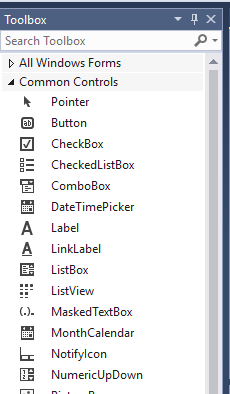 Toolbox
Search Toolbox
All Windows Forms
Common Controls
Pointer
Button
CheckBox
CheckedListBox
ComboBox
DateTimePicker
Label
LinkLabel
ListBox
ListView
MaskedTextBox
MonthCalendar
NotifyIcon
NumericUpDown